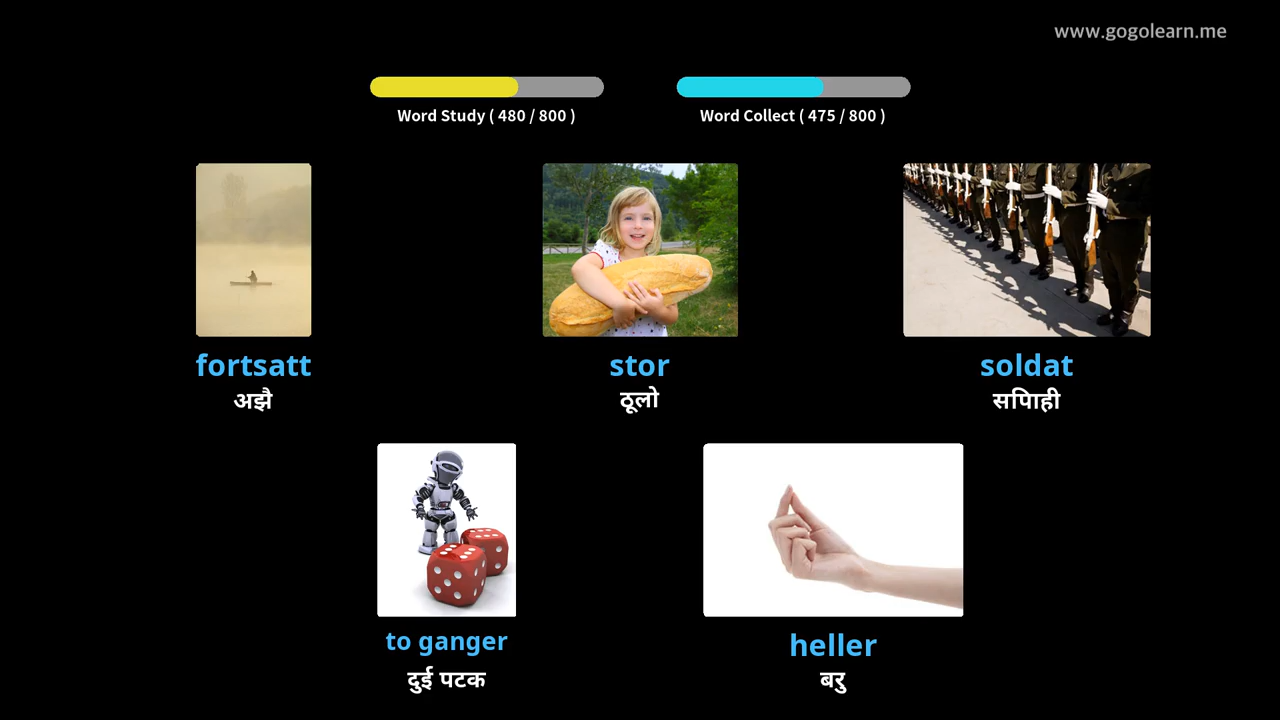 www.gogolearn.me
Word Study ( 480 / 800 )
Word Collect ( 475 / 800 )
fortsatt
अझै
stor
ठूलो
soldat
सिपाही
to ganger
दुई पटक
heller
बरु